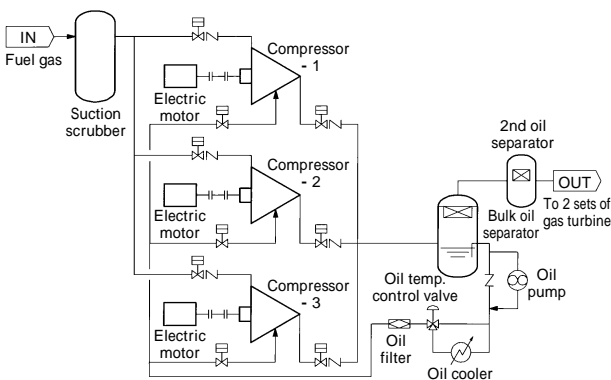 IN
Fuel gas
Suction
scrubber
Compressor
- 1
Electric
motor
Compressor
- 2
Electric
motor
Compressor
- 3
Electric
motor
2nd oil
separator
OUT
To 2 sets of
gas turbine
Bulk oil
separator
Oil temp.
control valve
Oil
pump
Oil
filter
Oil cooler